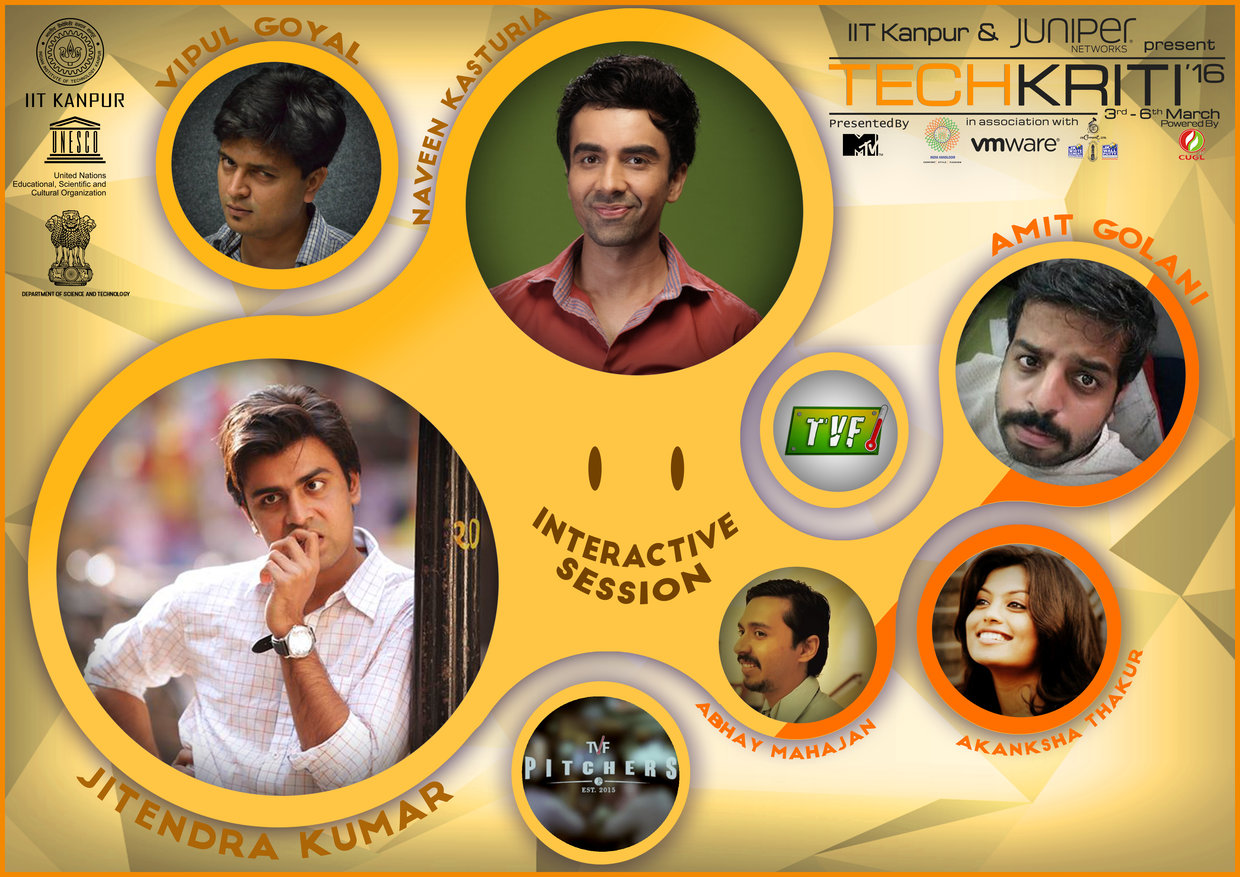 IIT KANPUR
UNESCO
United Nations
Educational, Scientific and
Cultural Organization
DEPARTMENT OF SCIENCE AND TECHNOLOGY
VIPUL GOYAL
NAVEEN KASTURIA
IIT Kanpur & JUNIPER
NETWORKS
present
TECHKRITI'16
3rd - 6th March
Presented By
in association with
Powered By
MTV
vmware®
CUGL
AMIT GOLANI
TVF
INTERACTIVE
SESSION
20
ABHAY MAHAJAN
AKANKSHA THAKUR
TVF
PITCHERS
EST. 2015
JITENDRA KUMAR